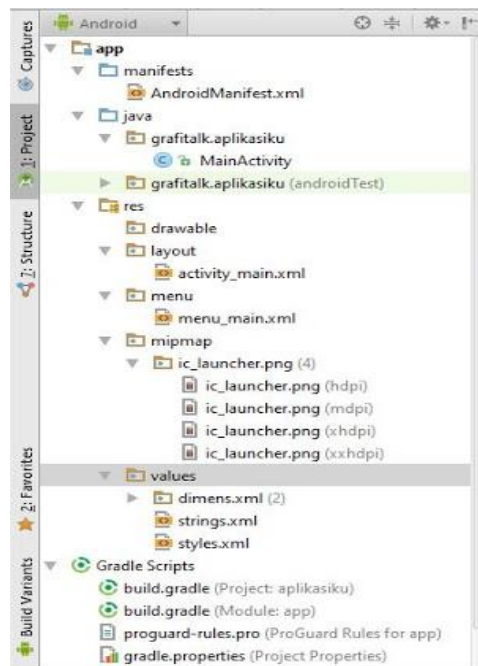 Android
Captures
1: Project
7: Structure
2: Favorites
Build Variants
app
manifests
AndroidManifest.xml
java
grafitalk.aplikasiku
MainActivity
grafitalk.aplikasiku (androidTest)
res
drawable
layout
activity_main.xml
menu
menu_main.xml
mipmap
ic_launcher.png (4)
ic_launcher.png (hdpi)
ic_launcher.png (mdpi)
ic_launcher.png (xhdpi)
ic_launcher.png (xxhdpi)
values
dimens.xml (2)
strings.xml
styles.xml
Gradle Scripts
build.gradle (Project: aplikasiku)
build.gradle (Module: app)
proguard-rules.pro (ProGuard Rules for app)
gradle.properties (Project Properties)